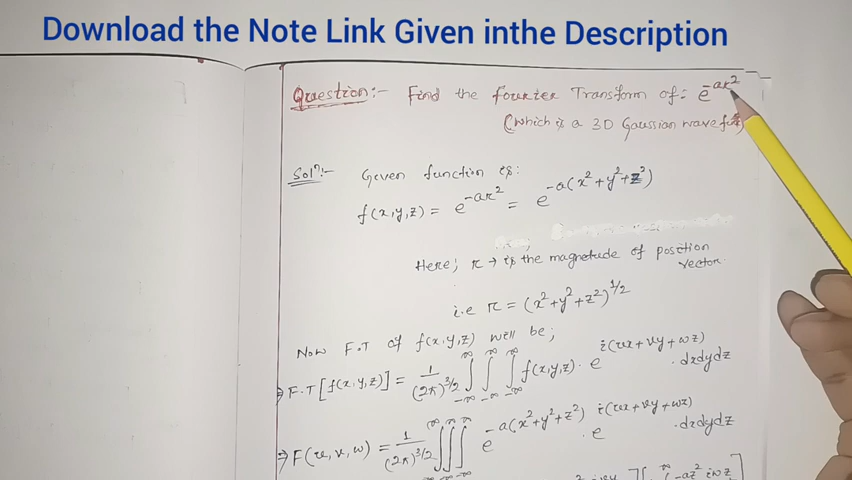 Download the Note Link Given inthe Description
Question:- Find the fourier Transform of: e^-ar²
(which is a 3D Gaussian wave fun)
Solⁿ:- Given function is:
f(x,y,z) = e^-ar² = e^-a(x²+y²+z²)
Here; r → is the magnetude of position vector
i.e r = (x²+y²+z²)^1/2
Now F.T of f(x,y,z) will be;
⇒ F.T[f(x,y,z)] = 1/(2π)^3/2 ∫_-∞^∞ ∫_-∞^∞ ∫_-∞^∞ f(x,y,z) · e^i(ux+vy+wz) · dxdydz
⇒ F(u,v,w) = 1/(2π)^3/2 ∫∫∫_-∞^∞ e^-a(x²+y²+z²) · e^i(ux+vy+wz) · dxdydz